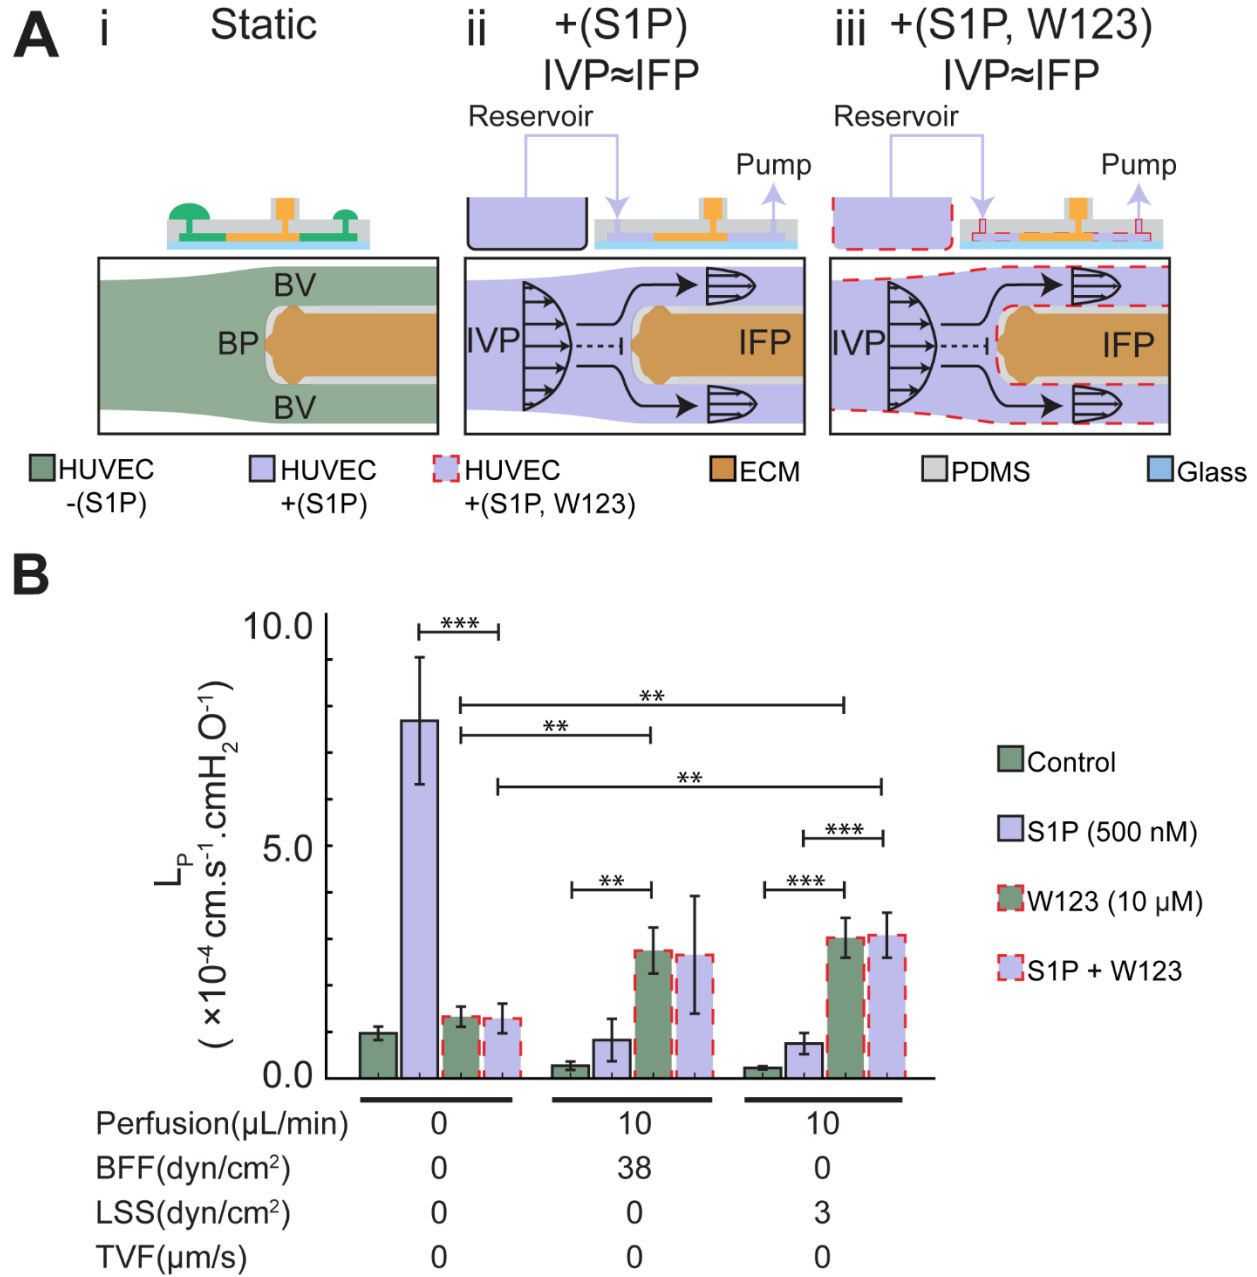 A
i Static
ii +(S1P)
IVP≈IFP
iii +(S1P, W123)
IVP≈IFP
Reservoir
Pump
Reservoir
Pump
BV
BP
BV
IVP
IFP
IVP
IFP
HUVEC
-(S1P)
HUVEC
+(S1P)
HUVEC
+(S1P, W123)
ECM
PDMS
Glass
B
10.0
5.0
0.0
L_P
( ×10⁻⁴ cm.s⁻¹.cmH₂O⁻¹)
***
**
**
**
***
**
***
Control
S1P (500 nM)
W123 (10 µM)
S1P + W123
Perfusion(µL/min) 0 10 10
BFF(dyn/cm²) 0 38 0
LSS(dyn/cm²) 0 0 3
TVF(µm/s) 0 0 0